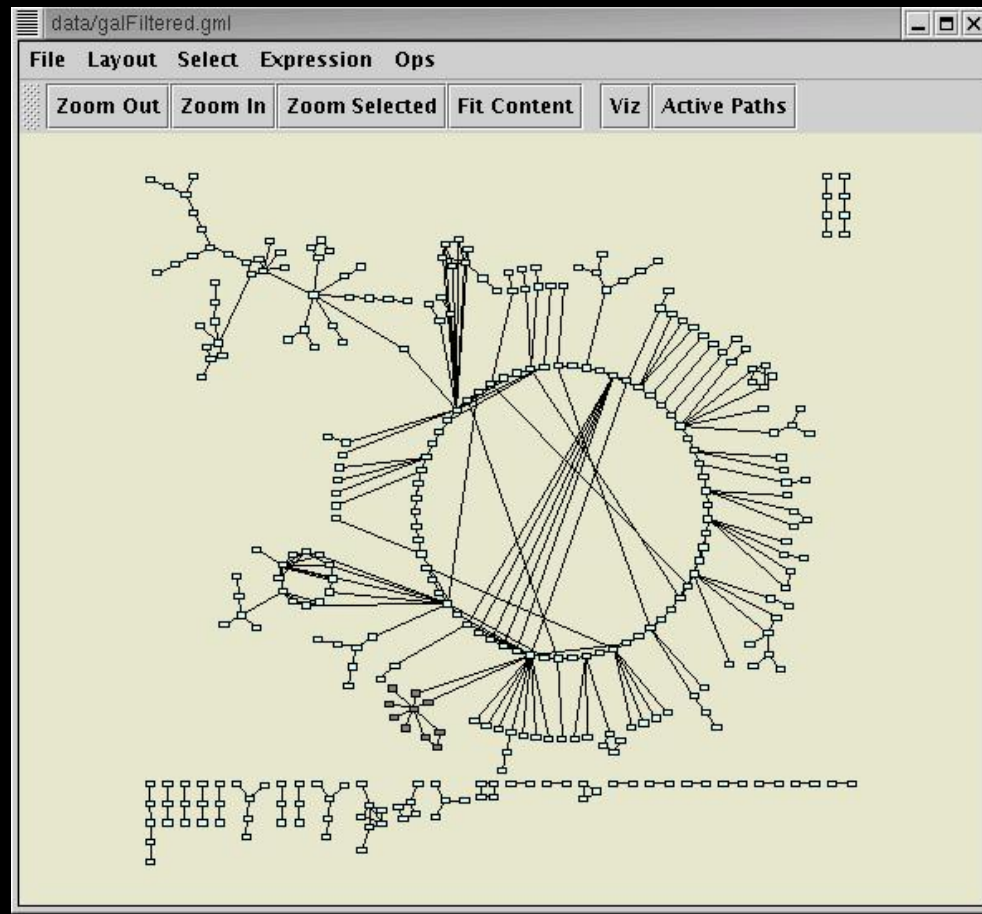 data/galFiltered.gml
File Layout Select Expression Ops
Zoom Out Zoom In Zoom Selected Fit Content Viz Active Paths